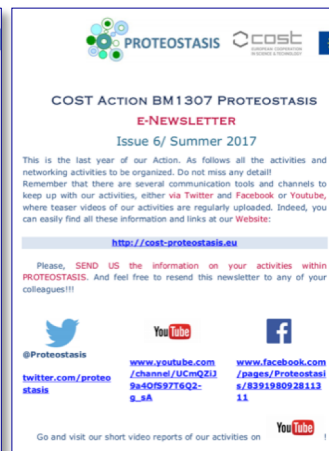 PROTEOSTASIS
cost
EUROPEAN COOPERATION
IN SCIENCE & TECHNOLOGY
COST ACTION BM1307 PROTEOSTASIS
E-NEWSLETTER
Issue 6/ Summer 2017
This is the last year of our Action. As follows all the activities and
networking activities to be organized. Do not miss any detail!
Remember that there are several communication tools and channels to
keep up with our activities, either via Twitter and Facebook or Youtube,
where teaser videos of our activities are regularly uploaded. Indeed, you
can easily find all these information and links at our Website:
http://cost-proteostasis.eu
Please, SEND US the information on your activities within
PROTEOSTASIS. And feel free to resend this newsletter to any of your
colleagues!!!
You Tube
@Proteostasis
twitter.com/proteo
stasis
www.youtube.com
/channel/UCmQZiJ
9a4OfS97T6Q2-
g_sA
www.facebook.com
/pages/Proteostasi
s/8391980928113
11
Go and visit our short video reports of our activities on You Tube !